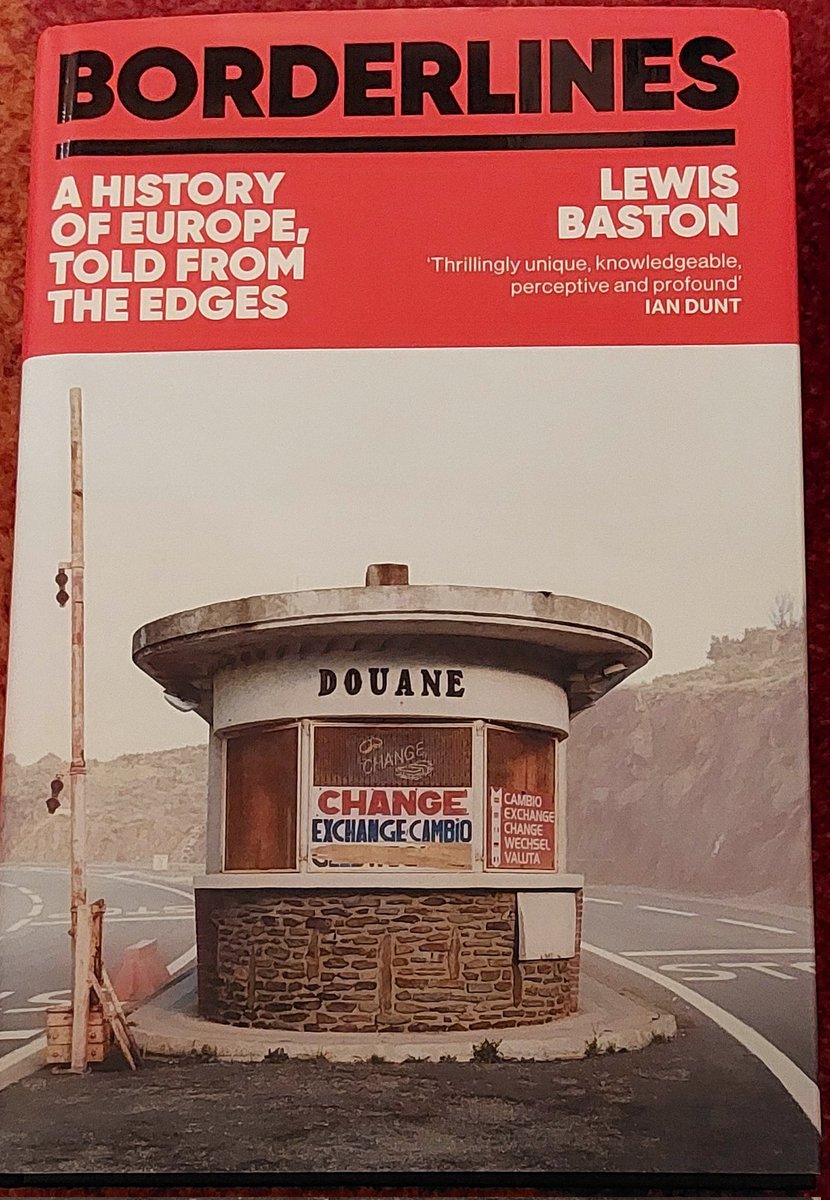 BORDERLINES
A HISTORY
OF EUROPE,
TOLD FROM
THE EDGES
LEWIS
BASTON
'Thrillingly unique, knowledgeable,
perceptive and profound'
IAN DUNT
DOUANE
CHANGE
CHANGE
EXCHANGE CAMBIO
CAMBIO
EXCHANGE
CHANGE
WECHSEL
VALUTA